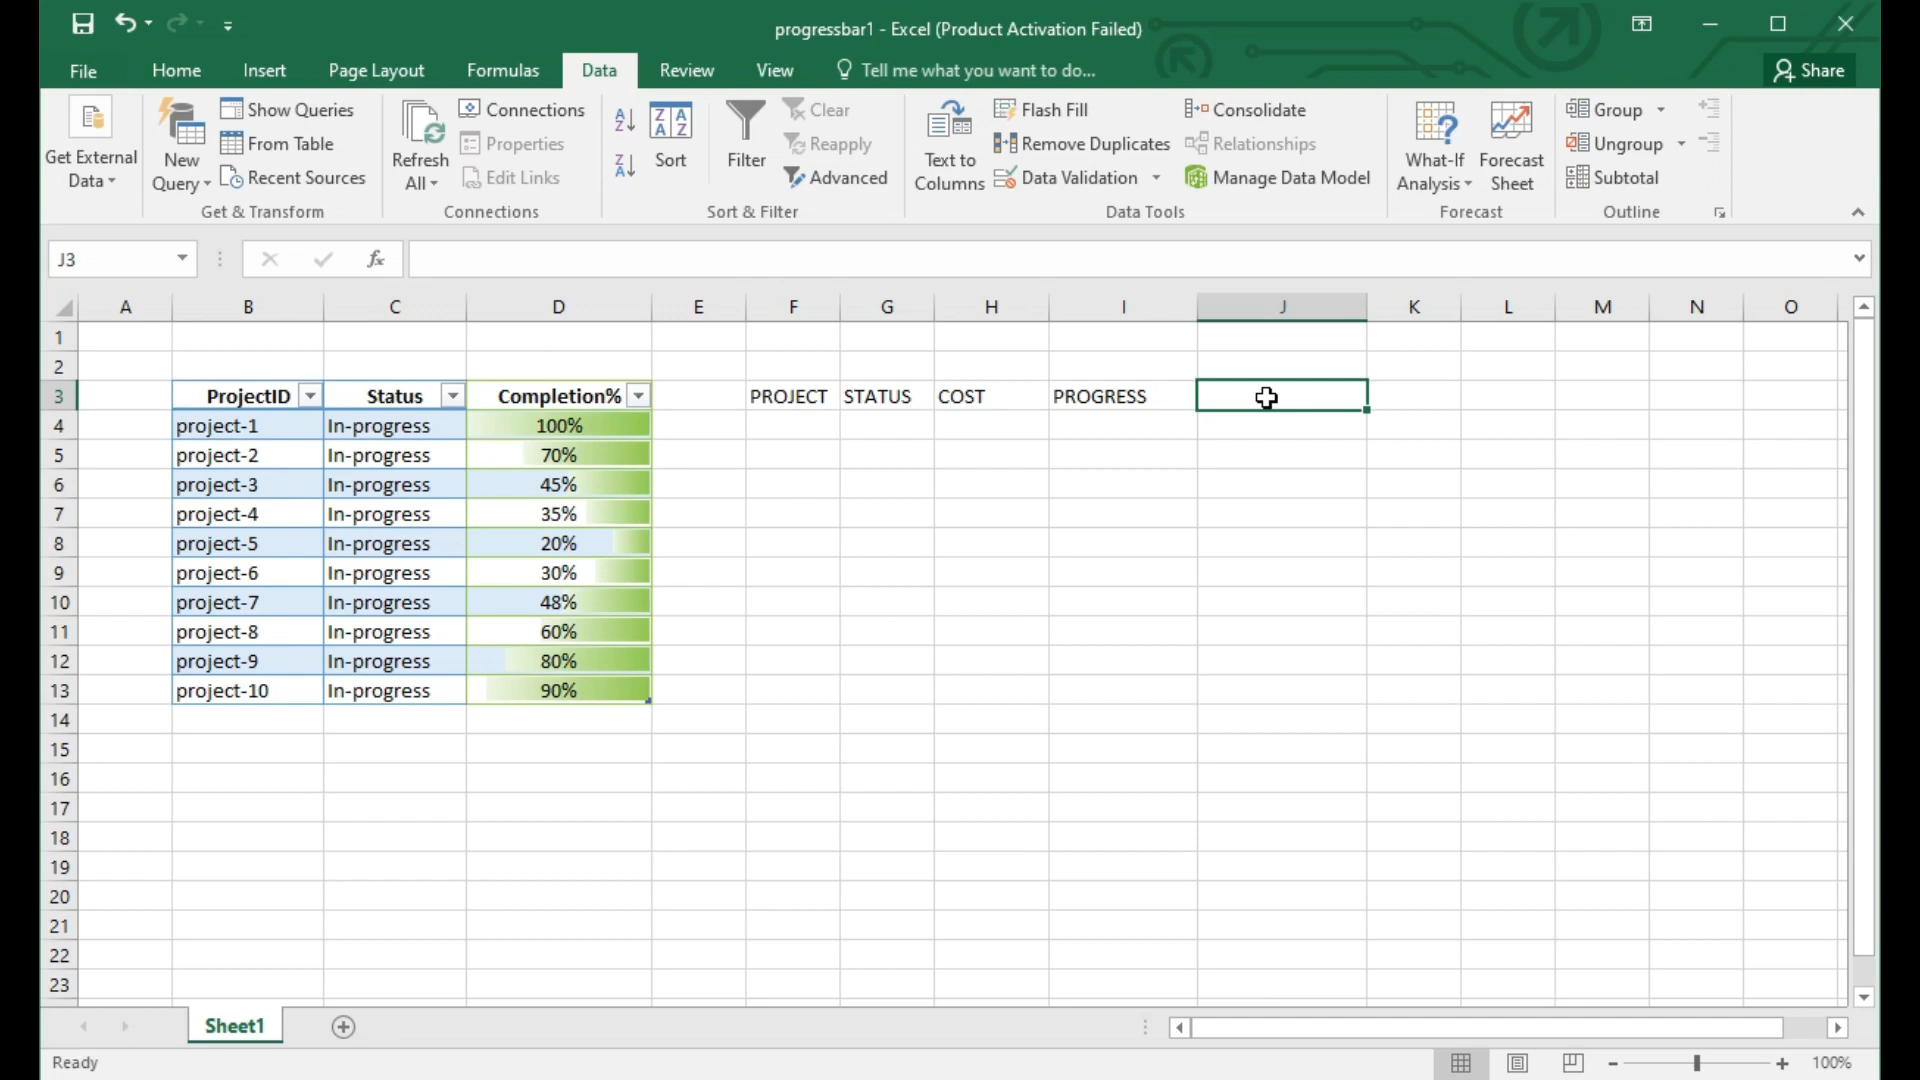 progressbar1 - Excel (Product Activation Failed)
File Home Insert Page Layout Formulas Data Review View Tell me what you want to do... Share
Get External Data
New Query
Show Queries
From Table
Recent Sources
Get & Transform
Refresh All
Connections
Properties
Edit Links
Connections
Sort
Filter
Clear
Reapply
Advanced
Sort & Filter
Text to Columns
Flash Fill
Remove Duplicates
Data Validation
Consolidate
Relationships
Manage Data Model
Data Tools
What-If Analysis
Forecast Sheet
Forecast
Group
Ungroup
Subtotal
Outline
J3 fx
A B C D E F G H I J K L M N O
1
2
3 ProjectID Status Completion% PROJECT STATUS COST PROGRESS
4 project-1 In-progress 100%
5 project-2 In-progress 70%
6 project-3 In-progress 45%
7 project-4 In-progress 35%
8 project-5 In-progress 20%
9 project-6 In-progress 30%
10 project-7 In-progress 48%
11 project-8 In-progress 60%
12 project-9 In-progress 80%
13 project-10 In-progress 90%
14
15
16
17
18
19
20
21
22
23
Sheet1
Ready 100%